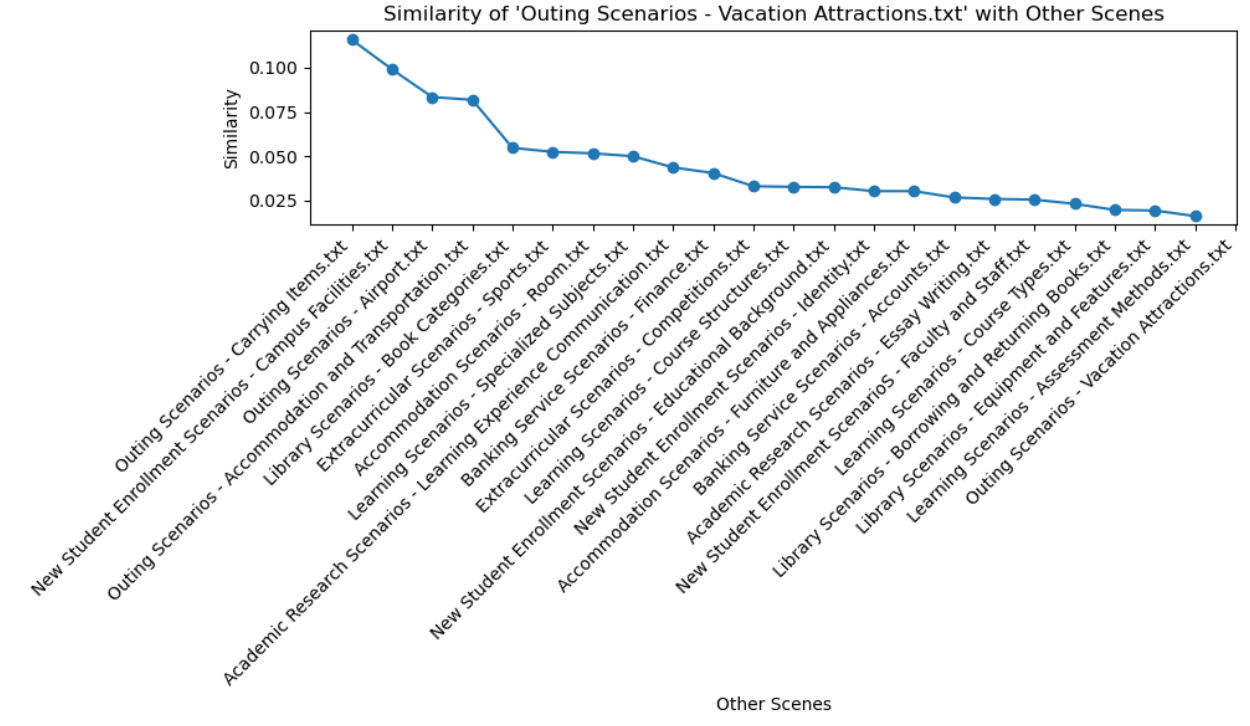 Similarity of 'Outing Scenarios - Vacation Attractions.txt' with Other Scenes
Similarity
0.100
0.075
0.050
0.025
Outing Scenarios - Carrying Items.txt
New Student Enrollment Scenarios - Campus Facilities.txt
Outing Scenarios - Airport.txt
Outing Scenarios - Accommodation and Transportation.txt
Library Scenarios - Book Categories.txt
Extracurricular Scenarios - Sports.txt
Accommodation Scenarios - Room.txt
Learning Scenarios - Specialized Subjects.txt
Academic Research Scenarios - Learning Experience Communication.txt
Banking Service Scenarios - Finance.txt
Extracurricular Scenarios - Competitions.txt
Learning Scenarios - Course Structures.txt
New Student Enrollment Scenarios - Educational Background.txt
New Student Enrollment Scenarios - Identity.txt
Accommodation Scenarios - Furniture and Appliances.txt
Banking Service Scenarios - Accounts.txt
Academic Research Scenarios - Essay Writing.txt
New Student Enrollment Scenarios - Faculty and Staff.txt
Learning Scenarios - Course Types.txt
Library Scenarios - Borrowing and Returning Books.txt
Library Scenarios - Equipment and Features.txt
Learning Scenarios - Assessment Methods.txt
Outing Scenarios - Vacation Attractions.txt
Other Scenes